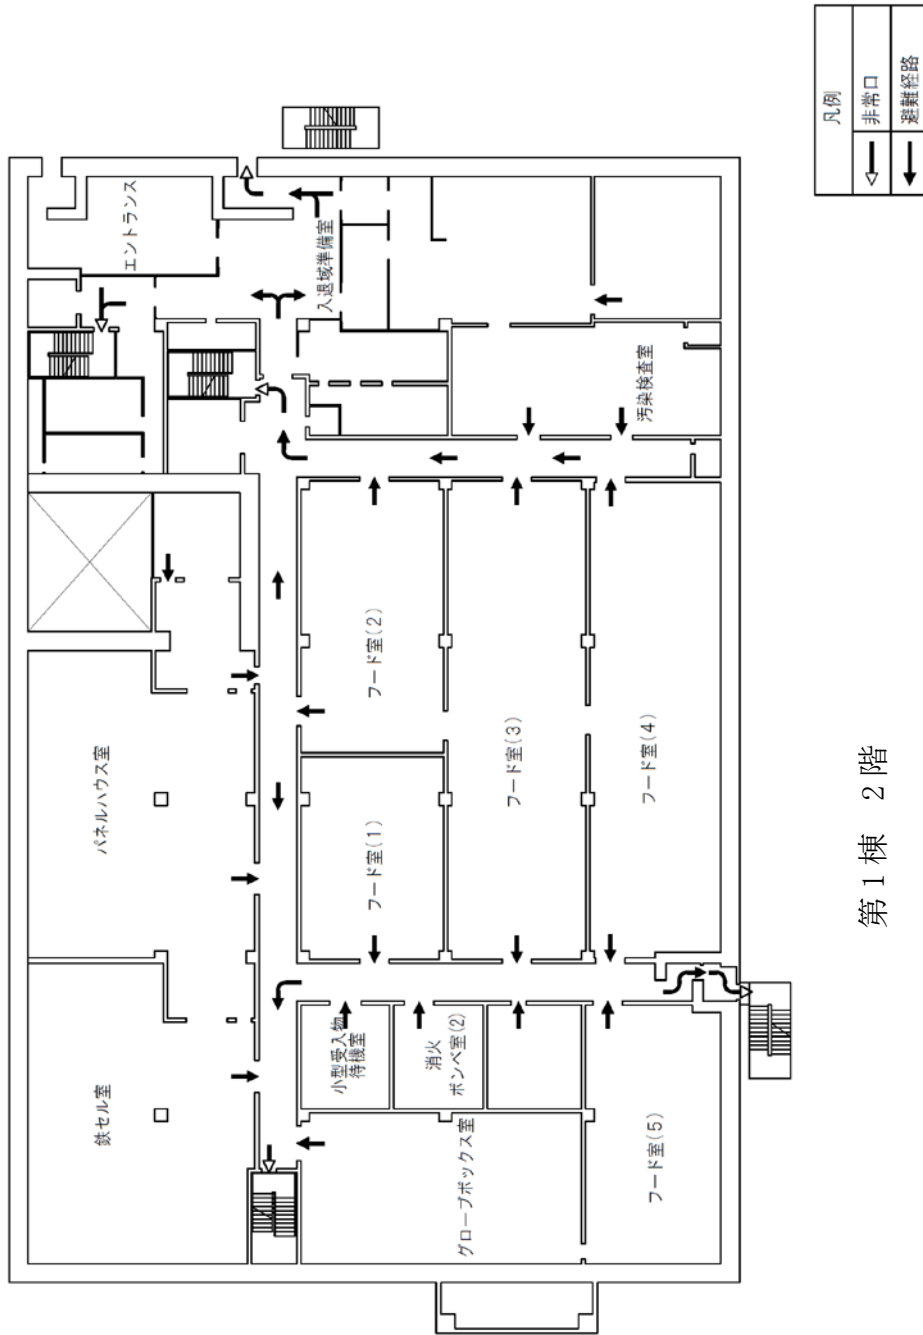 凡例
非常口
避難経路
エントランス
入退域準備室
汚染検査室
パネルハウス室
フード室(2)
フード室(3)
フード室(4)
フード室(1)
鉄セル室
小型受入物
待機室
消火
ボンベ室(2)
グローブボックス室
フード室(5)
第1棟 2階